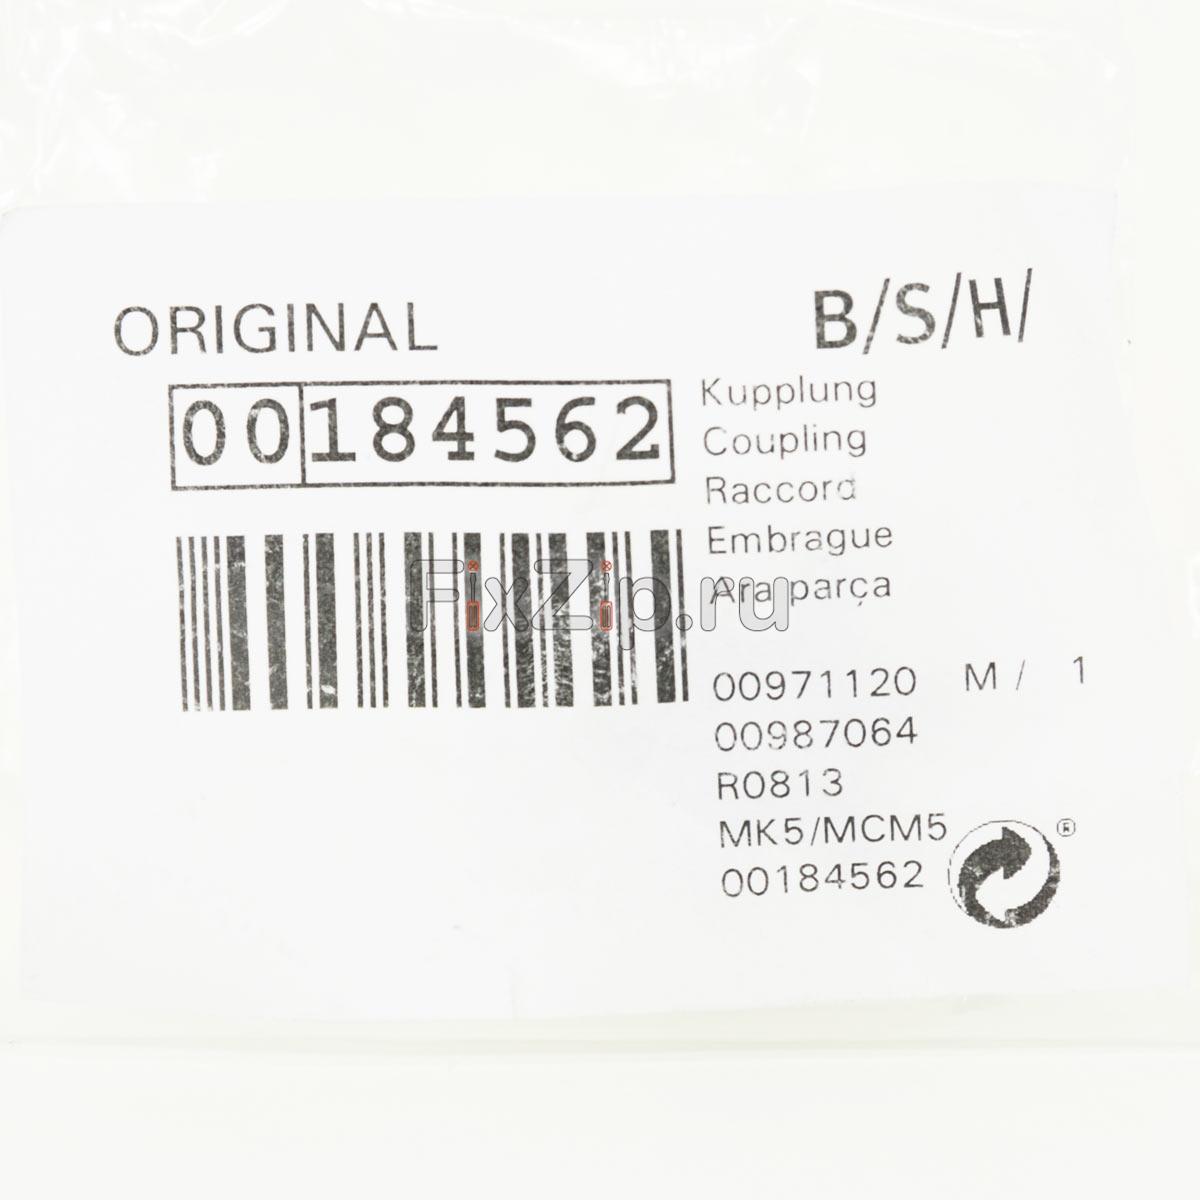 ORIGINAL
B/S/H/
00184562
Kupplung
Coupling
Raccord
Embrague
Ara parça
FixZip.ru
00971120 M / 1
00987064
R0813
MK5/MCM5
00184562
®